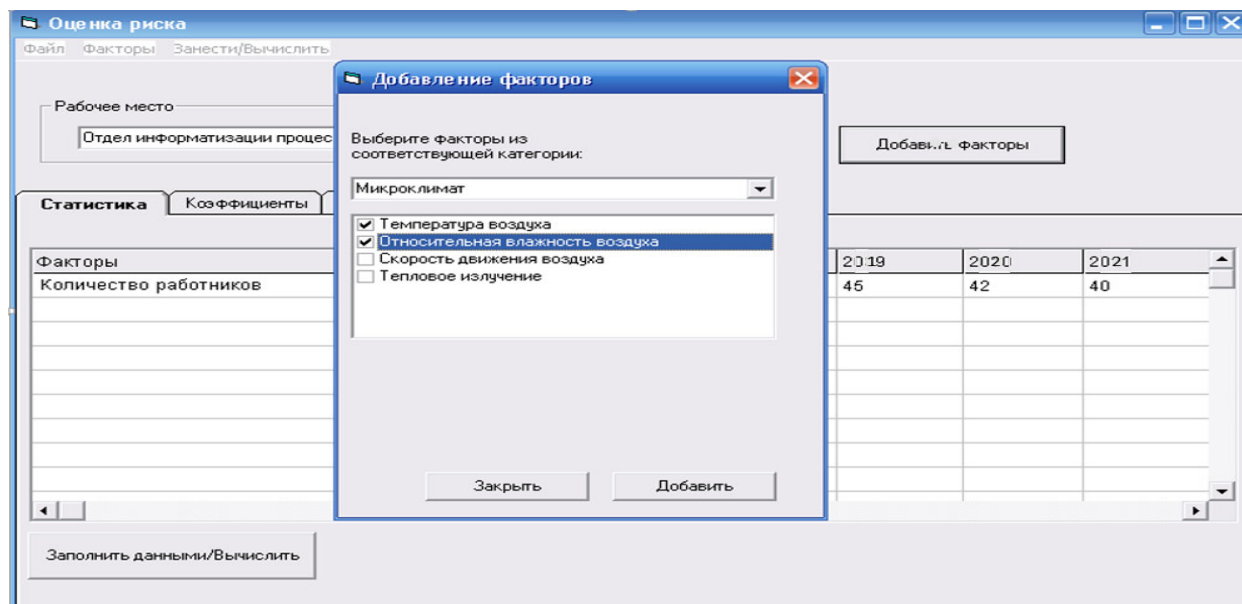 Оценка риска
Файл Факторы Занести/Вычислить
Добавление факторов
Рабочее место
Отдел информатизации процес
Выберите факторы из
соответствующей категории:
Добавить факторы
Микроклимат
Статистика Коэффициенты
Температура воздуха
Относительная влажность воздуха
Скорость движения воздуха
Тепловое излучение
Факторы 2019 2020 2021
Количество работников 45 42 40
Закрыть Добавить
Заполнить данными/Вычислить